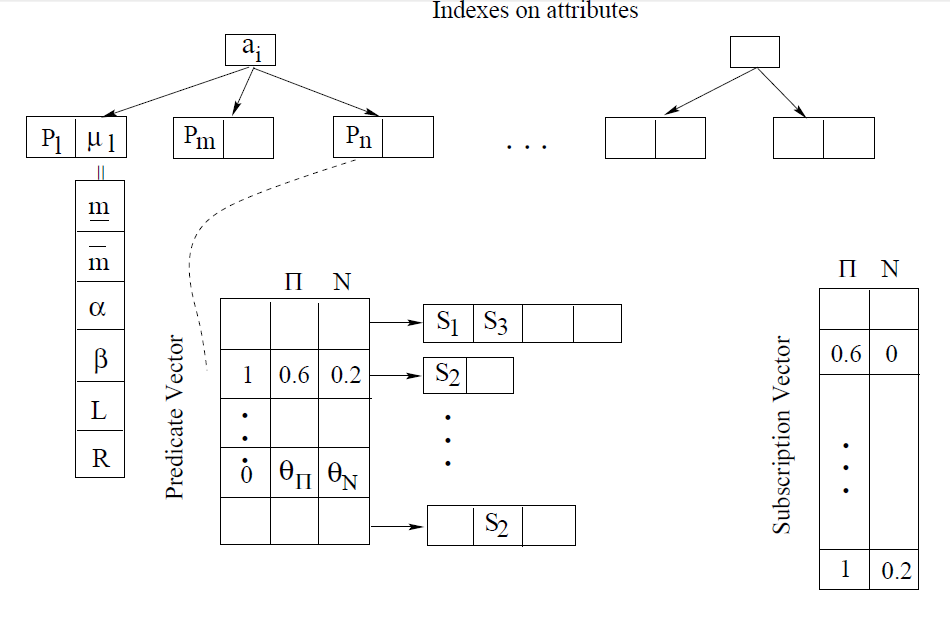 Indexes on attributes
a_i
P_l μ_1 P_m P_n . . .
=
m
m̅
α
β
L
R
Π N
Predicate Vector
S_1 S_3
1 0.6 0.2 S_2
0 θ_Π θ_N
S_2
Π N
Subscription Vector
0.6 0
1 0.2